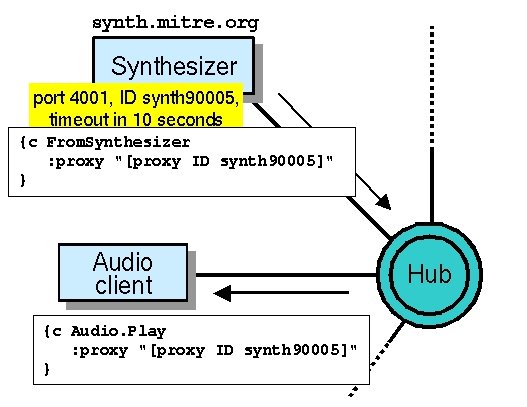 synth.mitre.org
Synthesizer
port 4001, ID synth90005,
timeout in 10 seconds
{c FromSynthesizer
:proxy "[proxy ID synth90005]"
}
Audio
client
Hub
{c Audio.Play
:proxy "[proxy ID synth90005]"
}